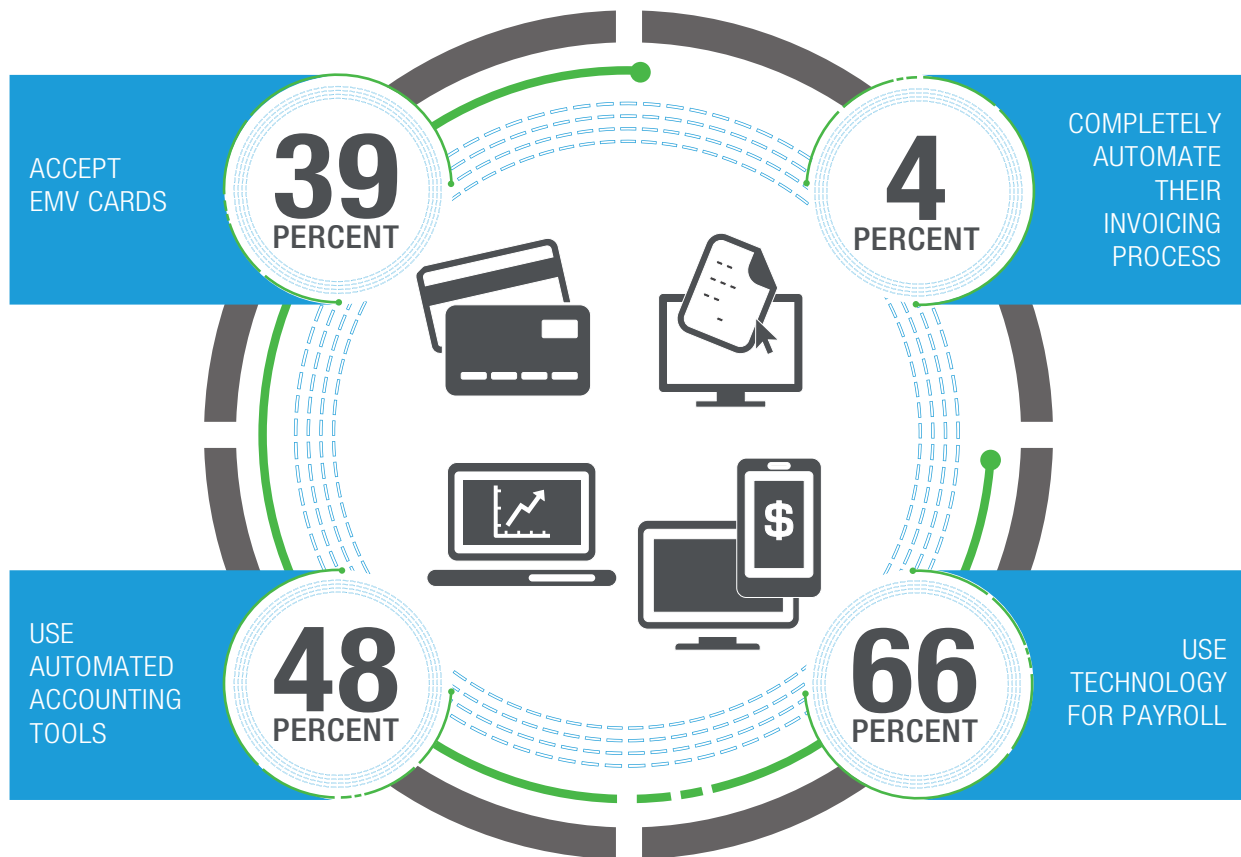 ACCEPT
EMV CARDS
39
PERCENT
4
PERCENT
COMPLETELY
AUTOMATE
THEIR
INVOICING
PROCESS
$
USE
AUTOMATED
ACCOUNTING
TOOLS
48
PERCENT
66
PERCENT
USE
TECHNOLOGY
FOR PAYROLL